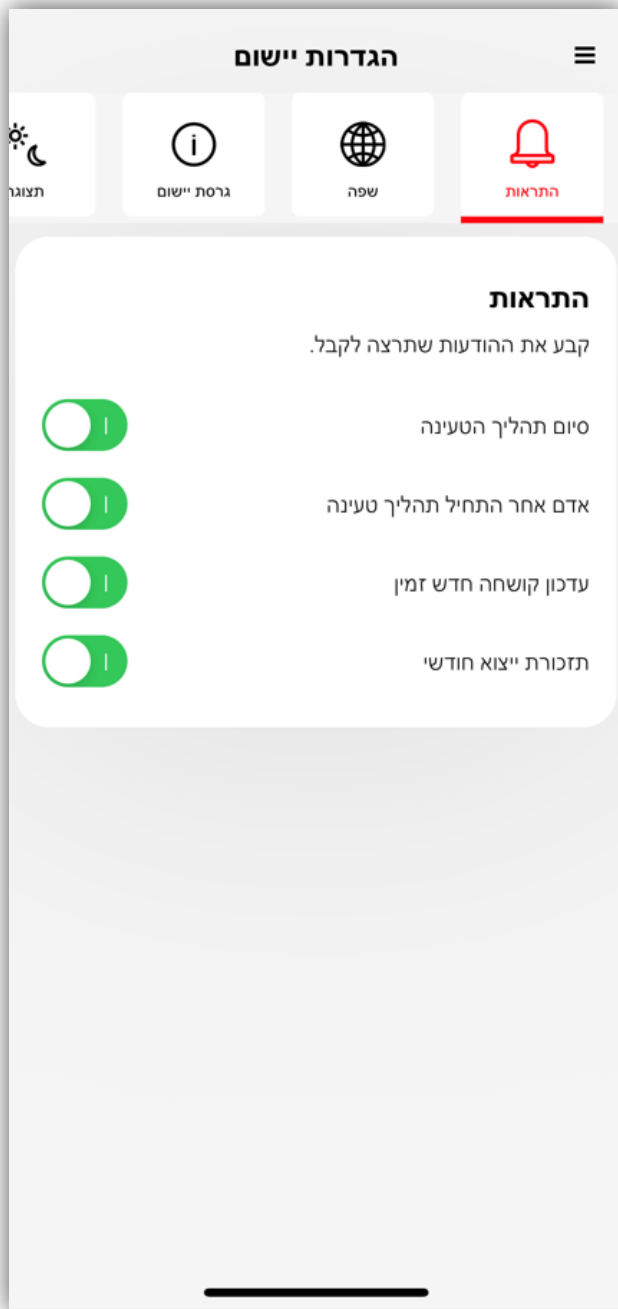 הגדרות יישום
התראות
שפה
גרסת יישום
התראות
קבע את ההודעות שתרצה לקבל.
סיום תהליך הטעינה
אדם אחר התחיל תהליך טעינה
עדכון קושחה חדש זמין
תזכורת ייצוא חודשי